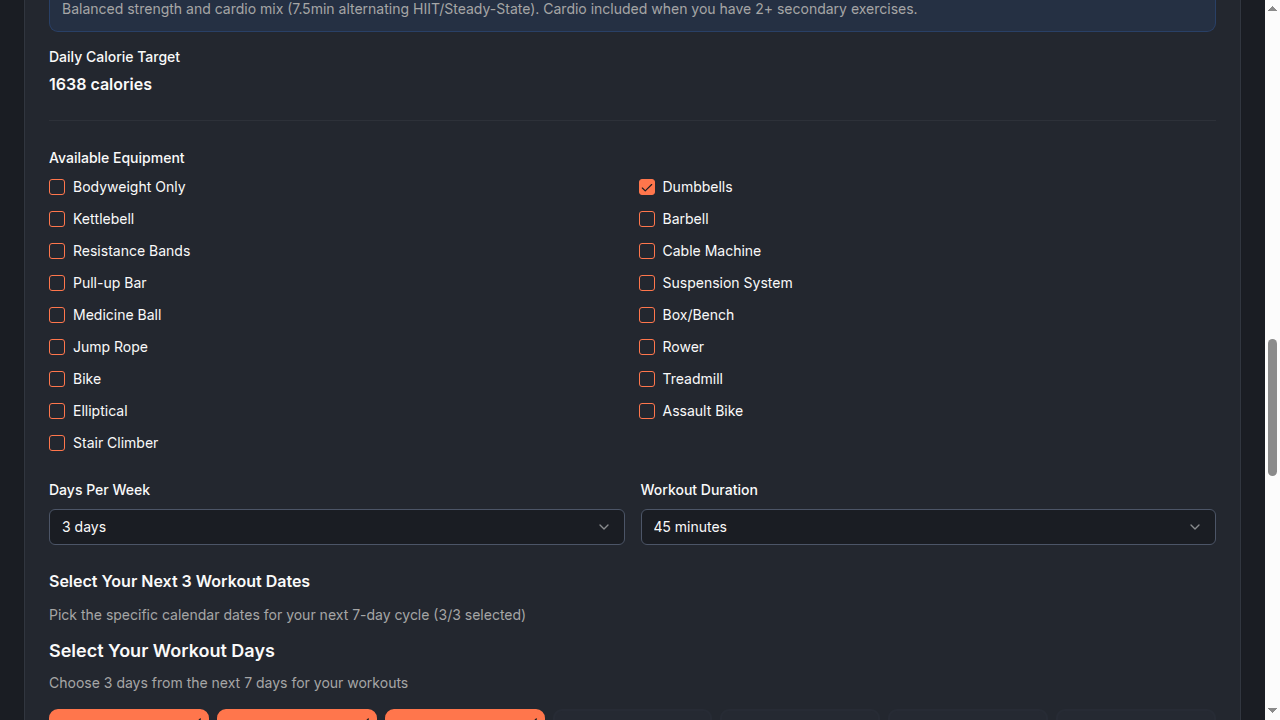 Balanced strength and cardio mix (7.5min alternating HIIT/Steady-State). Cardio included when you have 2+ secondary exercises.
Daily Calorie Target
1638 calories
Available Equipment
Bodyweight Only
Dumbbells
Kettlebell
Barbell
Resistance Bands
Cable Machine
Pull-up Bar
Suspension System
Medicine Ball
Box/Bench
Jump Rope
Rower
Bike
Treadmill
Elliptical
Assault Bike
Stair Climber
Days Per Week
Workout Duration
3 days
45 minutes
Select Your Next 3 Workout Dates
Pick the specific calendar dates for your next 7-day cycle (3/3 selected)
Select Your Workout Days
Choose 3 days from the next 7 days for your workouts